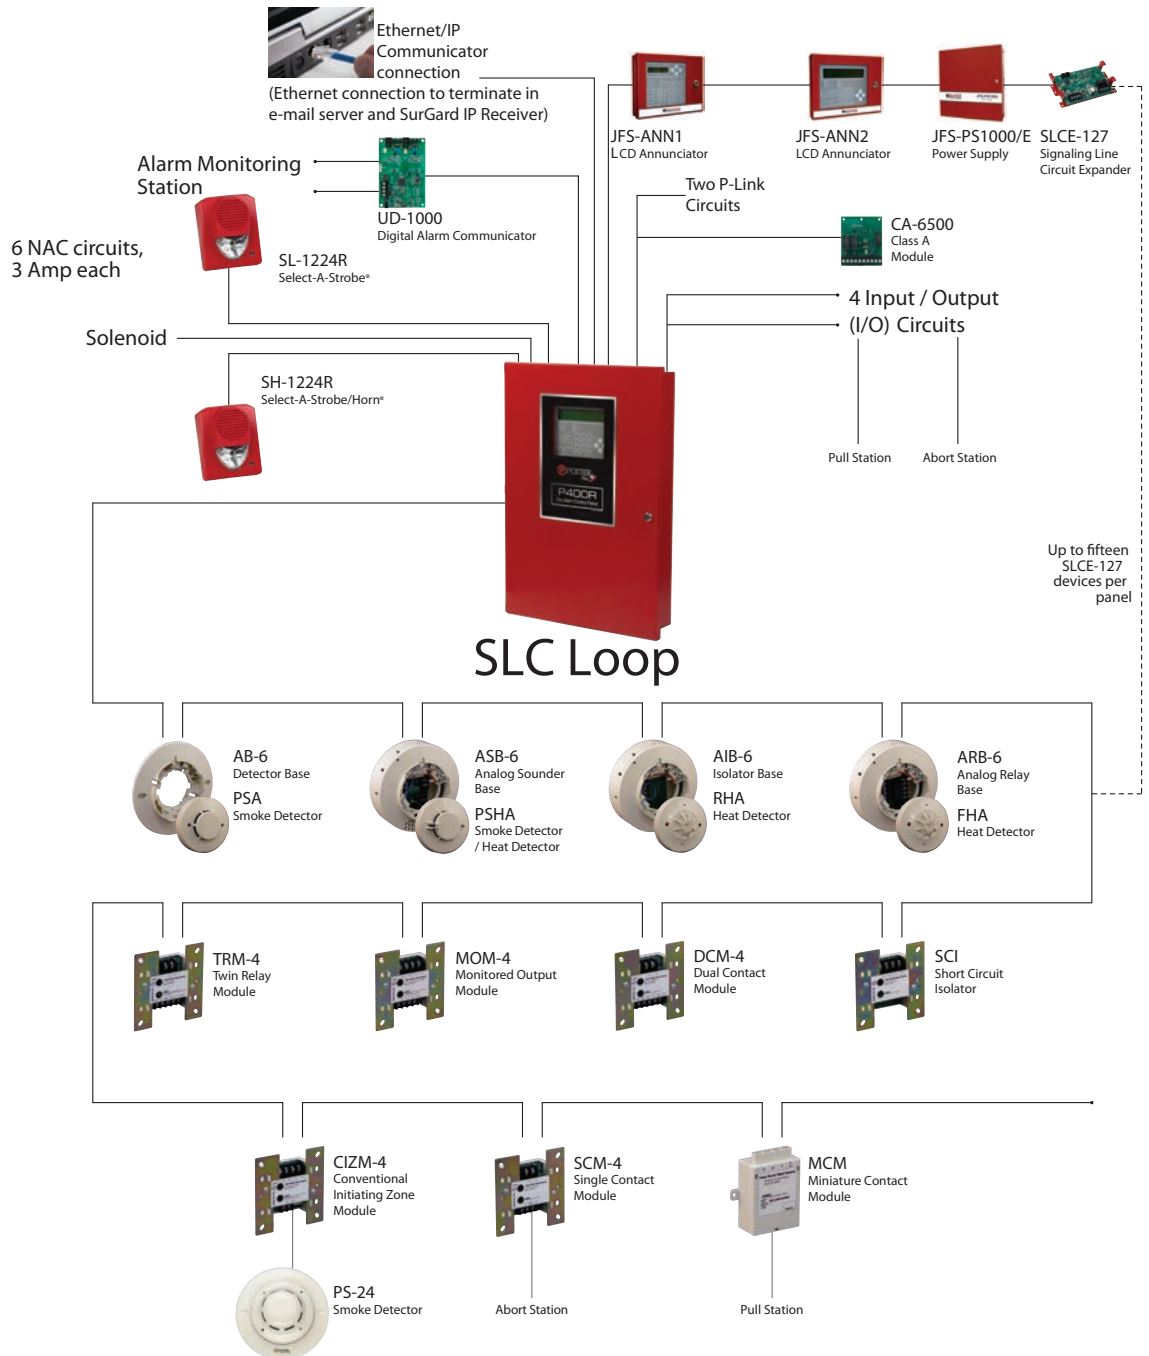 Ethernet/IP
Communicator
connection
(Ethernet connection to terminate in
e-mail server and SurGard IP Receiver)
JFS-ANN1
LCD Annunciator
JFS-ANN2
LCD Annunciator
JFS-PS1000/E
Power Supply
SLCE-127
Signaling Line
Circuit Expander
Alarm Monitoring
Station
UD-1000
Digital Alarm Communicator
Two P-Link
Circuits
CA-6500
Class A
Module
6 NAC circuits,
3 Amp each
SL-1224R
Select-A-Strobe®
4 Input / Output
(I/O) Circuits
Solenoid
SH-1224R
Select-A-Strobe/Horn®
Pull Station
Abort Station
POTTER
P400R
Fire Alarm Control Panel
Up to fifteen
SLCE-127
devices per
panel
SLC Loop
AB-6
Detector Base
PSA
Smoke Detector
ASB-6
Analog Sounder
Base
PSHA
Smoke Detector
/ Heat Detector
AIB-6
Isolator Base
RHA
Heat Detector
ARB-6
Analog Relay
Base
FHA
Heat Detector
TRM-4
Twin Relay
Module
MOM-4
Monitored Output
Module
DCM-4
Dual Contact
Module
SCI
Short Circuit
Isolator
CIZM-4
Conventional
Initiating Zone
Module
SCM-4
Single Contact
Module
MCM
Miniature Contact
Module
PS-24
Smoke Detector
Abort Station
Pull Station